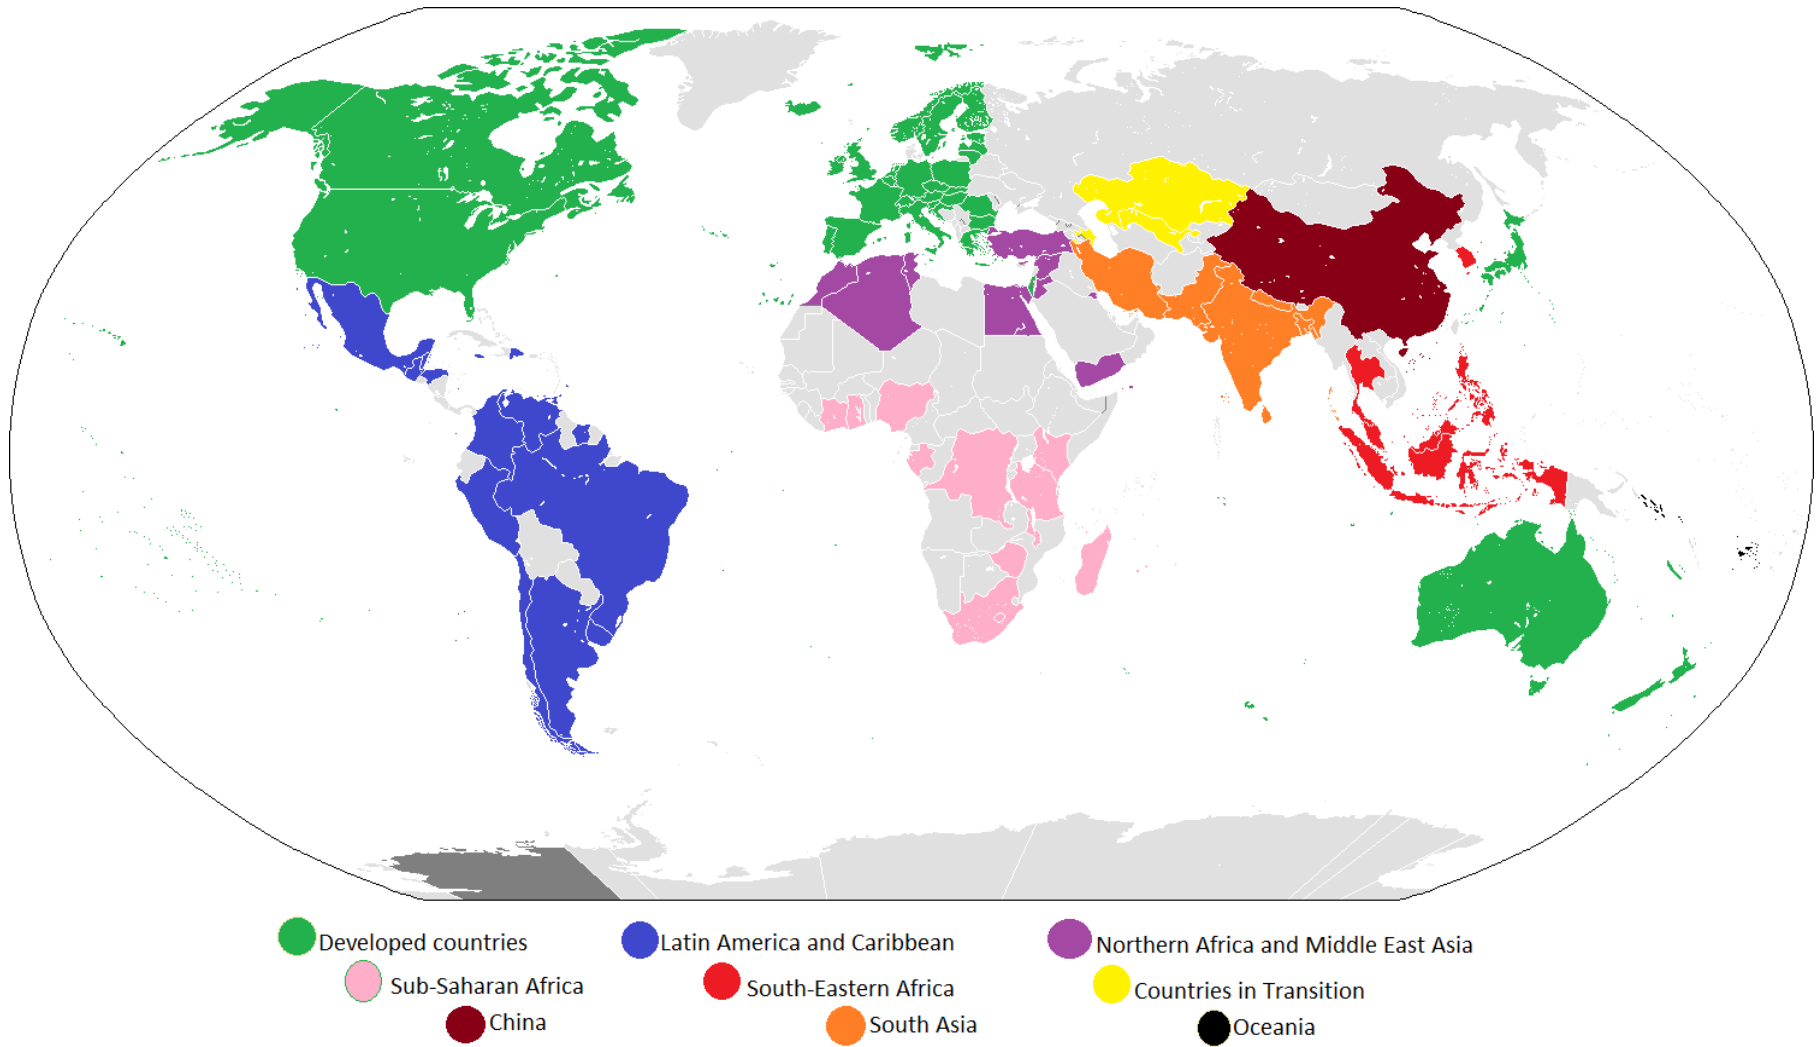 Developed countries
Latin America and Caribbean
Northern Africa and Middle East Asia
Sub-Saharan Africa
South-Eastern Africa
Countries in Transition
China
South Asia
Oceania